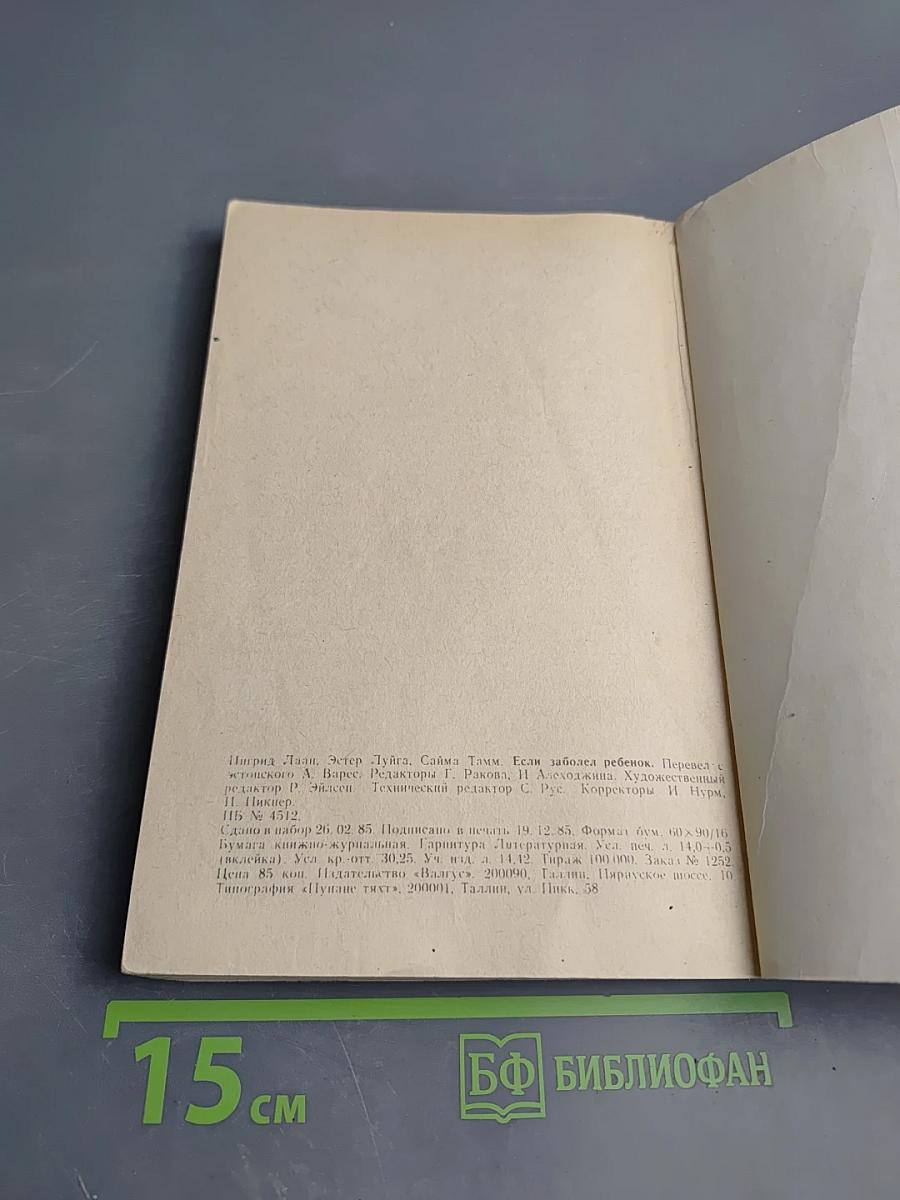 Ингрид Лаан, Эстер Луйга, Сайма Тамм. Если заболел ребенок. Перевел с
эстонского А. Варес. Редакторы Г. Ракова, И Алеходжина. Художественный
редактор Р. Эйлсен. Технический редактор С. Рус. Корректоры И Нурм,
Н. Пикнер.
ИБ № 4512.
Сдано в набор 26. 02. 85. Подписано в печать 19. 12. 85. Формат бум. 60×90/16
Бумага книжно-журнальная. Гарнитура Литературная. Усл. печ. л. 14,0+0,5
(вклейка). Усл кр.-отт. 30,25. Уч. изд. л. 14,42. Тираж 100 000. Заказ № 1252.
Цена 85 коп. Издательство «Валгус». 200090, Таллин, Пярнуское шоссе, 10
Типография «Пунане тяхт», 200001, Таллин, ул. Пикк, 58
15 см
БФ БИБЛИОФАН